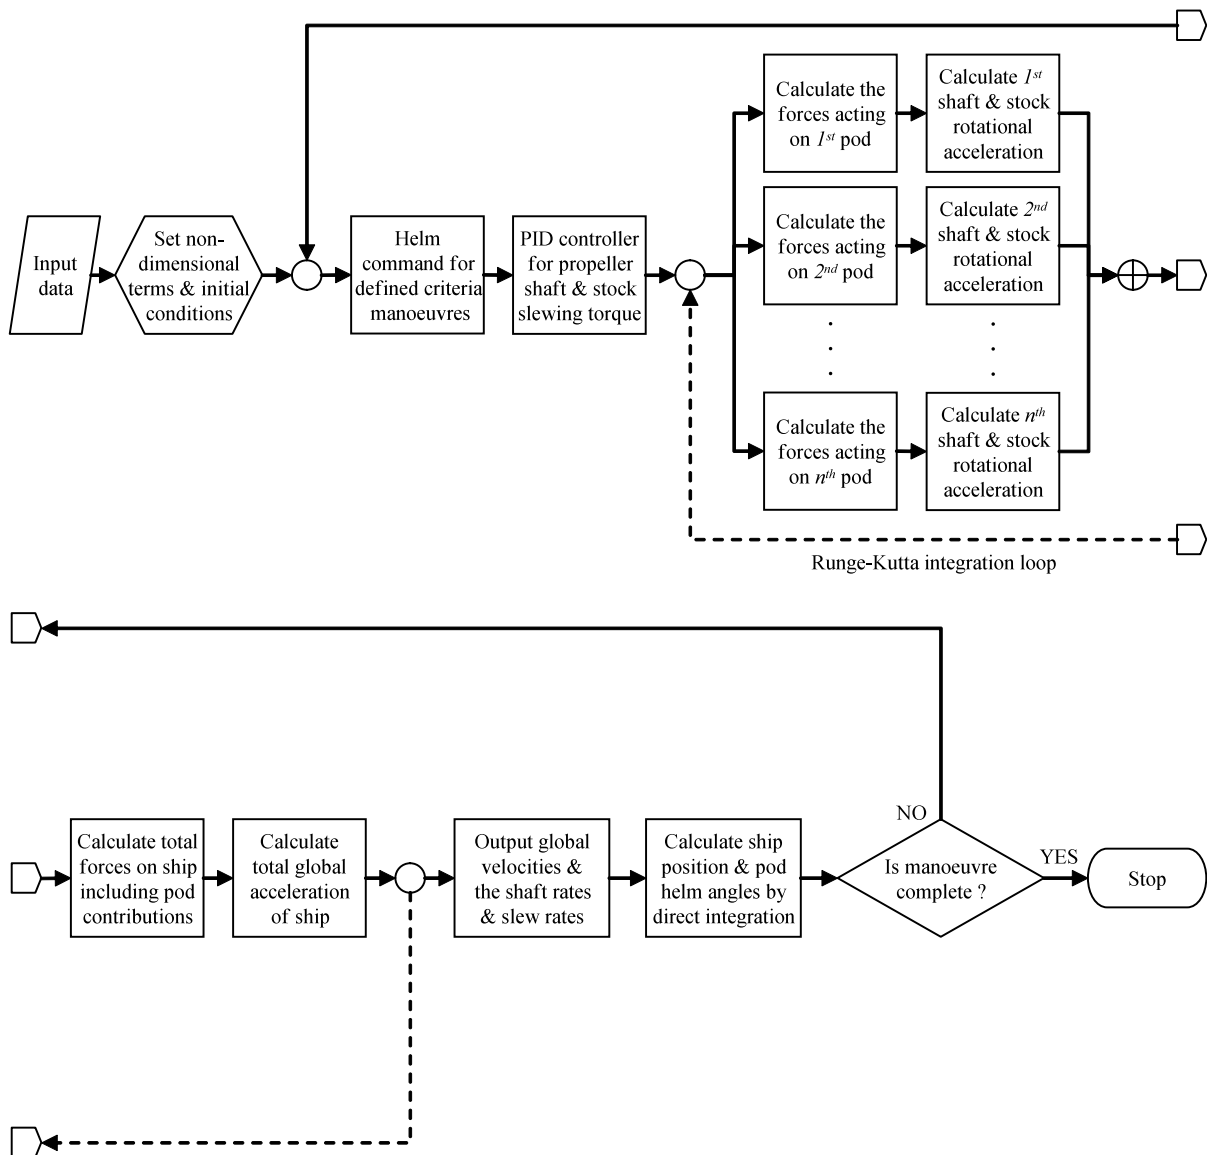 Input
data
Set non-
dimensional
terms & initial
conditions
Helm
command for
defined criteria
manoeuvres
PID controller
for propeller
shaft & stock
slewing torque
Calculate the
forces acting
on 1st pod
Calculate 1st
shaft & stock
rotational
acceleration
Calculate the
forces acting
on 2nd pod
Calculate 2nd
shaft & stock
rotational
acceleration
Calculate the
forces acting
on nth pod
Calculate nth
shaft & stock
rotational
acceleration
Runge-Kutta integration loop
Calculate total
forces on ship
including pod
contributions
Calculate
total global
acceleration
of ship
Output global
velocities &
the shaft rates
& slew rates
Calculate ship
position & pod
helm angles by
direct integration
NO
Is manoeuvre
complete ?
YES
Stop